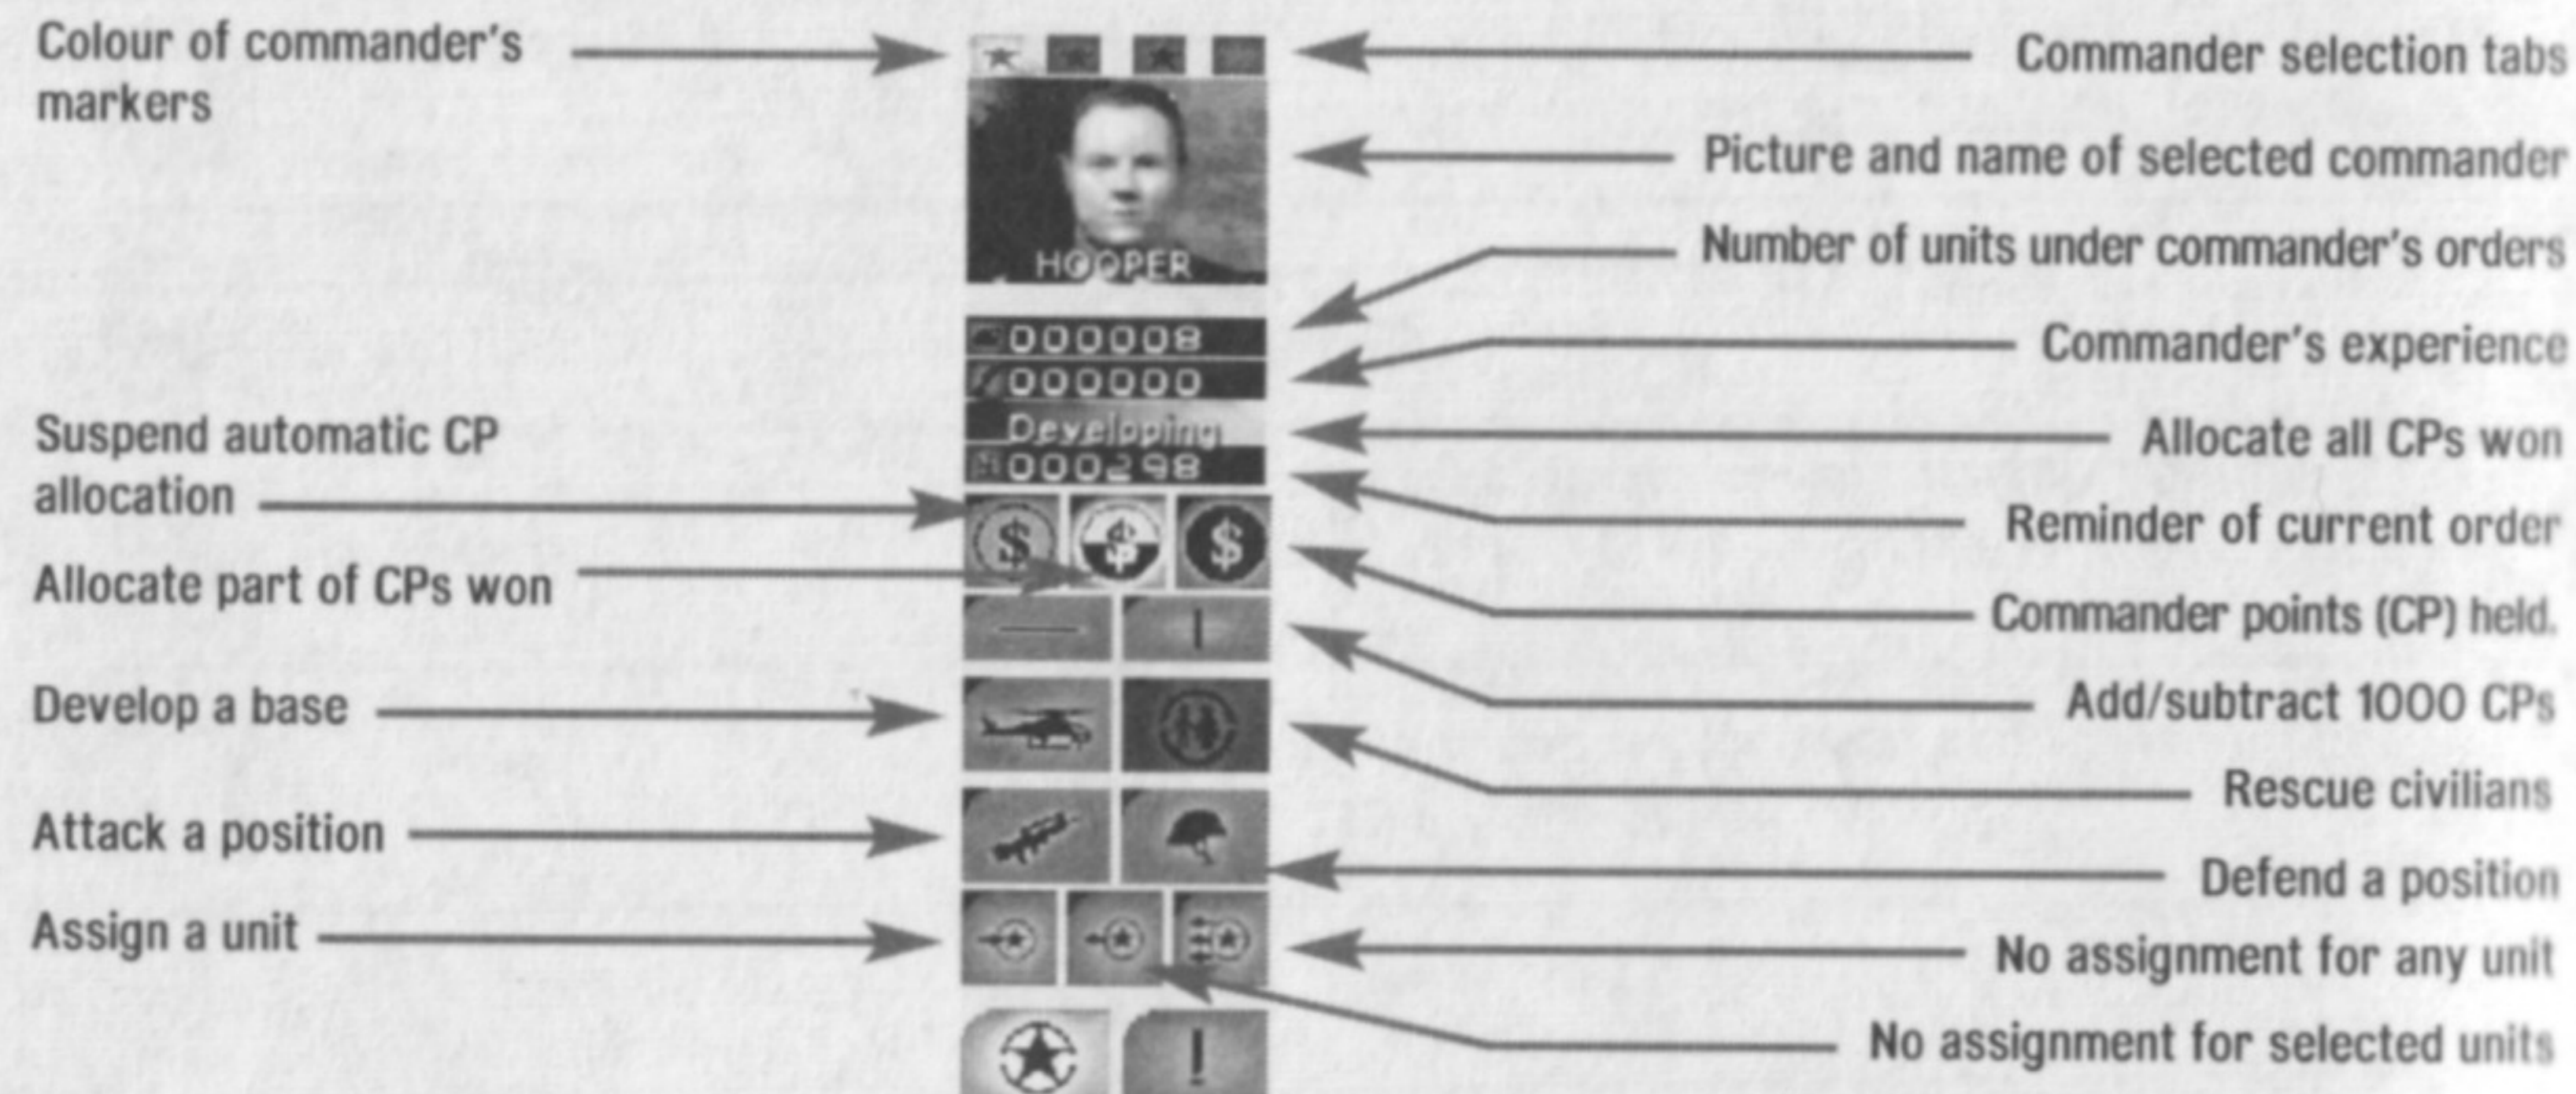 Colour of commander's
markers
Commander selection tabs
Picture and name of selected commander
HOOPER
Number of units under commander's orders
000008
Commander's experience
000000
Suspend automatic CP
allocation
Developing
Allocate all CPs won
000298
Reminder of current order
$ $ $
Allocate part of CPs won
Commander points (CP) held.
Develop a base
Add/subtract 1000 CPs
Rescue civilians
Attack a position
Defend a position
Assign a unit
No assignment for any unit
No assignment for selected units
!